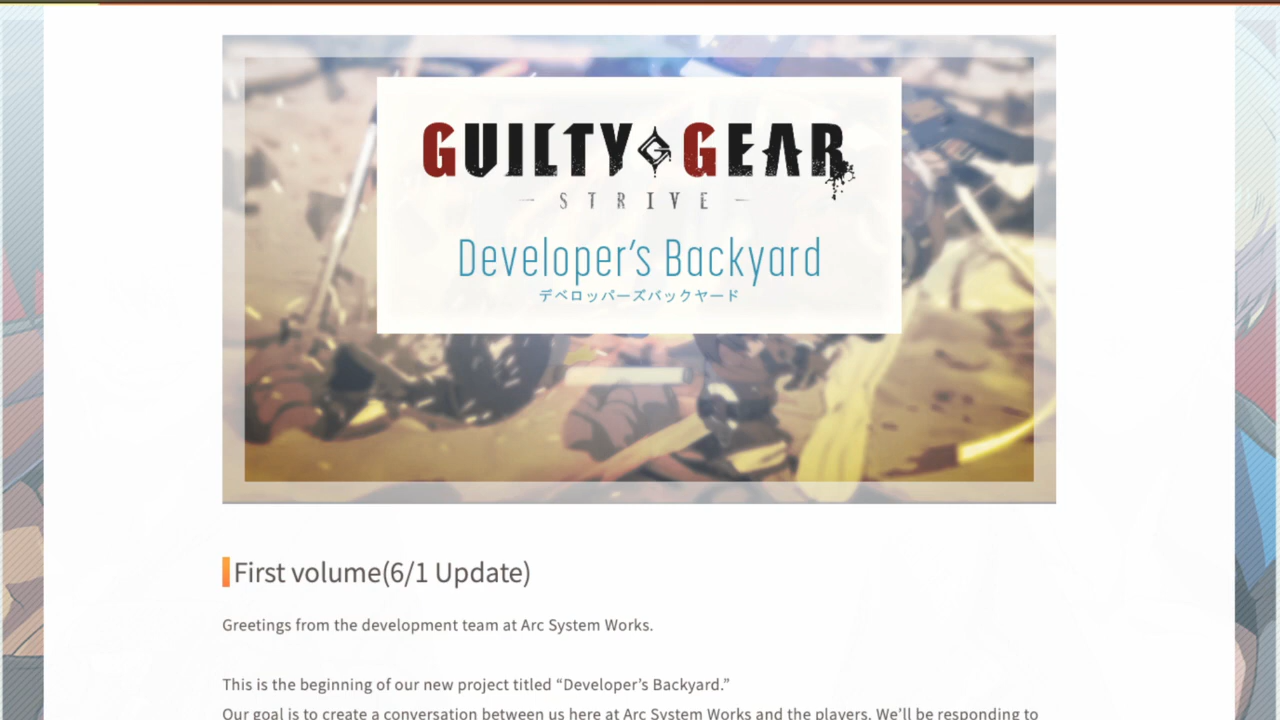 GUILTY GEAR
STRIVE
Developer's Backyard
デベロッパーズバックヤード
First volume(6/1 Update)
Greetings from the development team at Arc System Works.
This is the beginning of our new project titled “Developer’s Backyard.”
Our goal is to create a conversation between us here at Arc System Works and the players. We’ll be responding to